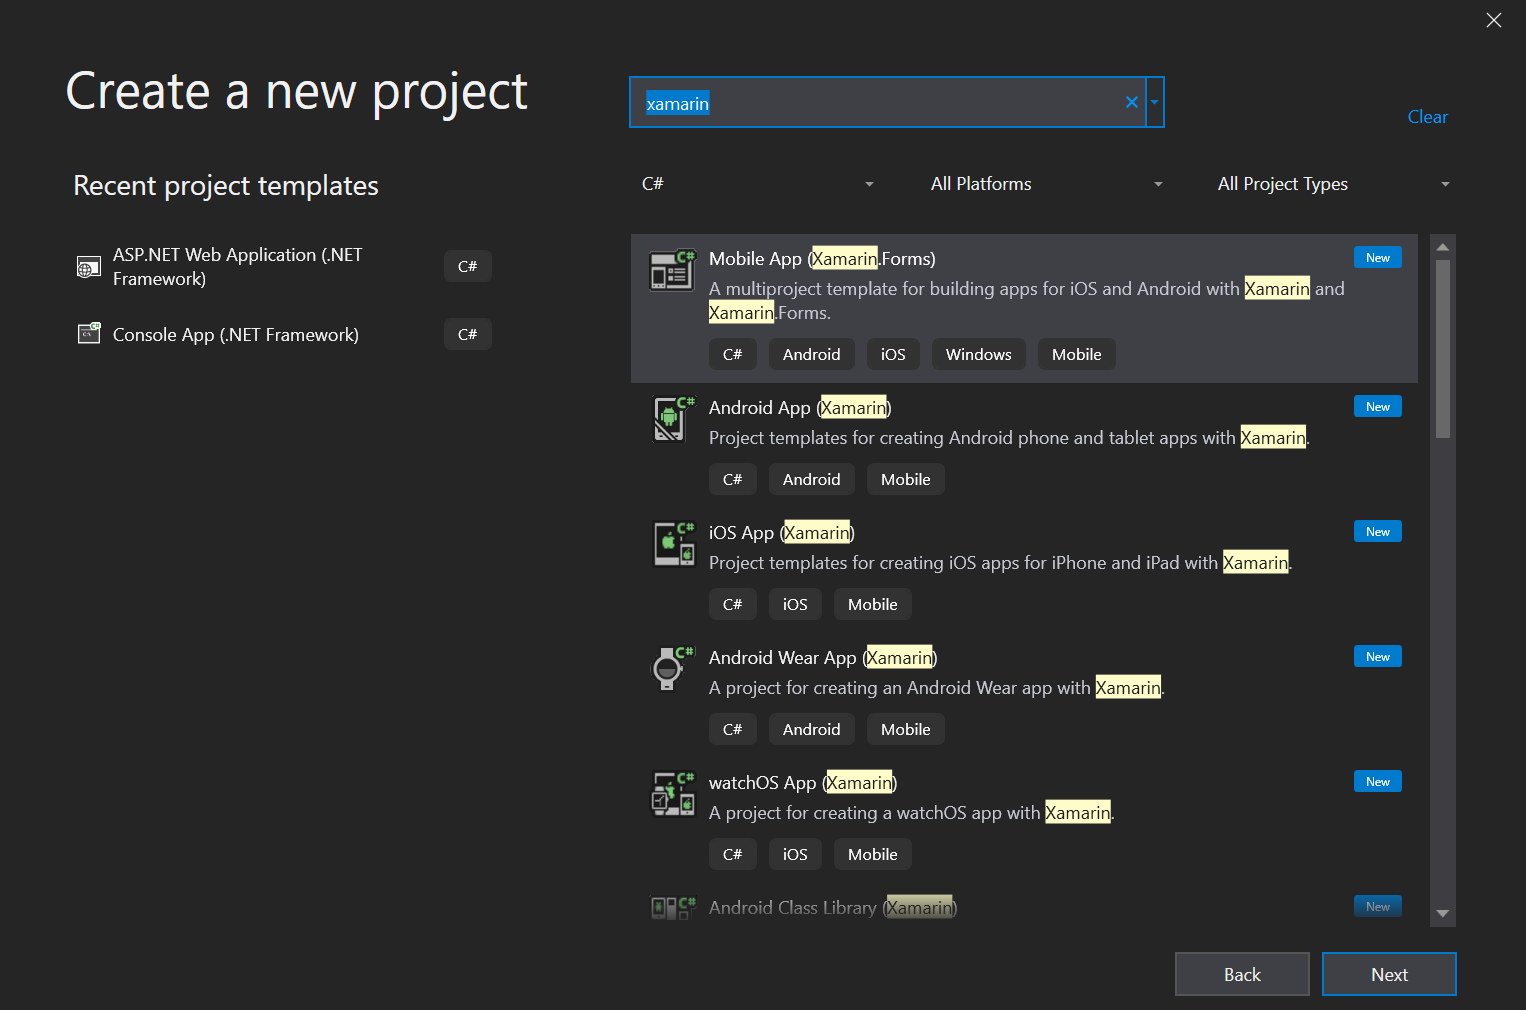 Create a new project
xamarin
Clear
Recent project templates
C#
All Platforms
All Project Types
ASP.NET Web Application (.NET
Framework)
C#
Console App (.NET Framework)
C#
Mobile App (Xamarin.Forms)
New
A multiproject template for building apps for iOS and Android with Xamarin and
Xamarin.Forms.
C#
Android
iOS
Windows
Mobile
Android App (Xamarin)
New
Project templates for creating Android phone and tablet apps with Xamarin.
C#
Android
Mobile
iOS App (Xamarin)
New
Project templates for creating iOS apps for iPhone and iPad with Xamarin.
C#
iOS
Mobile
Android Wear App (Xamarin)
New
A project for creating an Android Wear app with Xamarin.
C#
Android
Mobile
watchOS App (Xamarin)
New
A project for creating a watchOS app with Xamarin.
C#
iOS
Mobile
Android Class Library (Xamarin)
New
Back
Next